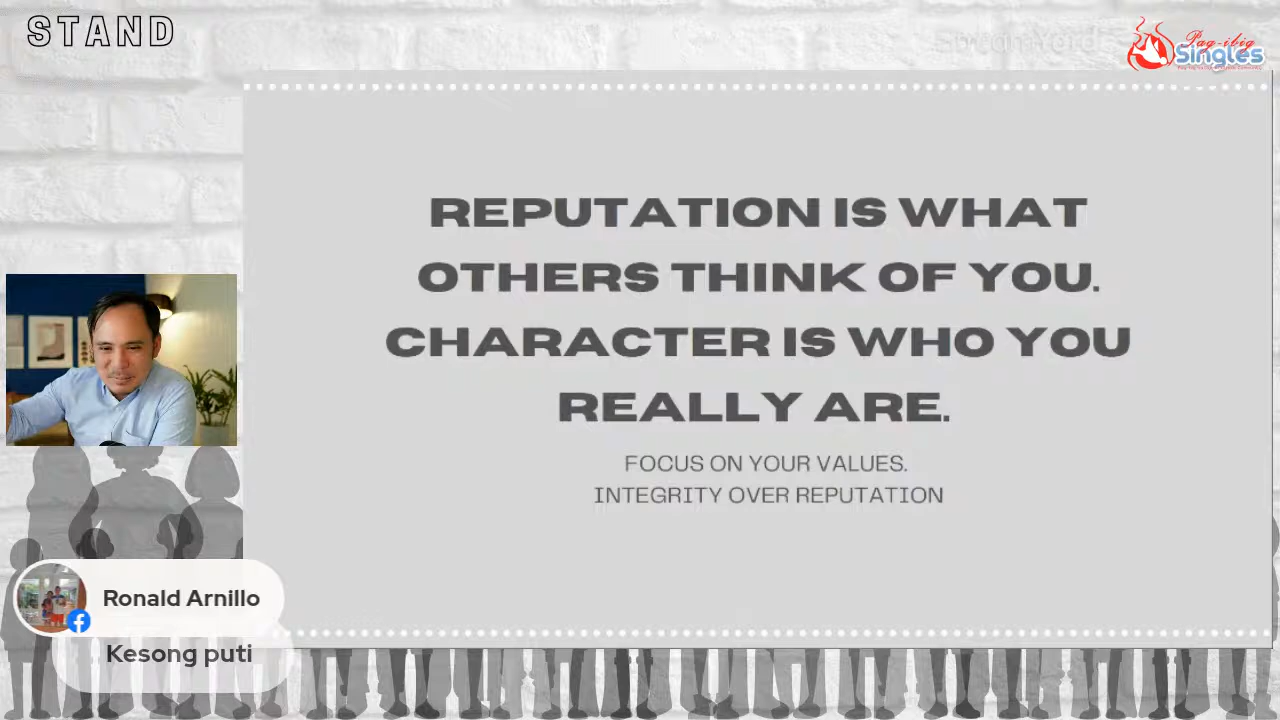 STAND
StreamYard
Pag-ibig
Singles
REPUTATION IS WHAT
OTHERS THINK OF YOU.
CHARACTER IS WHO YOU
REALLY ARE.
FOCUS ON YOUR VALUES.
INTEGRITY OVER REPUTATION
Ronald Arnillo
Kesong puti